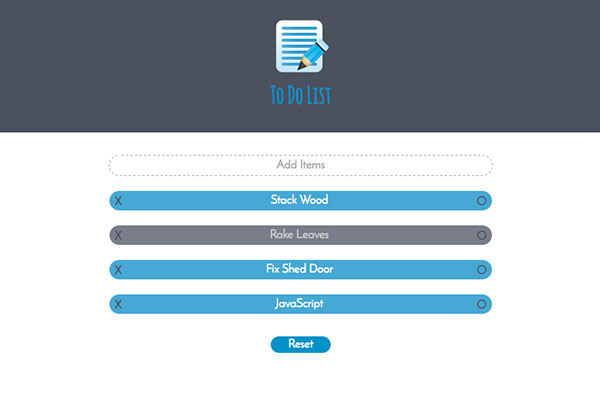 To Do List
Add Items
X Stack Wood O
X Rake Leaves O
X Fix Shed Door O
X JavaScript O
Reset